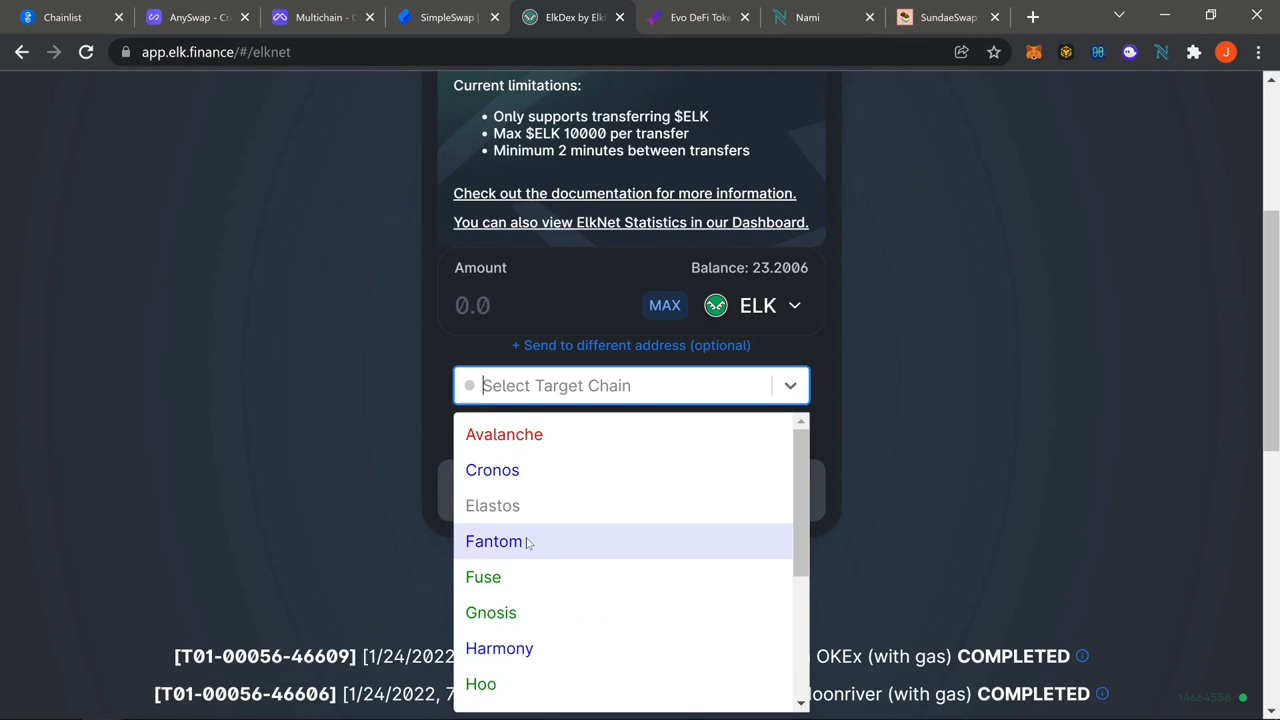 Chainlist
AnySwap - Cr
Multichain - C
SimpleSwap |
ElkDex by Elk
Evo DeFi Toke
Nami
SundaeSwap
app.elk.finance/#/elknet
J
Current limitations:
• Only supports transferring $ELK
• Max $ELK 10000 per transfer
• Minimum 2 minutes between transfers
Check out the documentation for more information.
You can also view ElkNet Statistics in our Dashboard.
Amount
Balance: 23.2006
0.0
MAX
ELK
+ Send to different address (optional)
Select Target Chain
Avalanche
Cronos
Elastos
Fantom
Fuse
Gnosis
Harmony
Hoo
[T01-00056-46609] [1/24/2022
OKEx (with gas) COMPLETED
[T01-00056-46606] [1/24/2022, 7
oonriver (with gas) COMPLETED
14664558